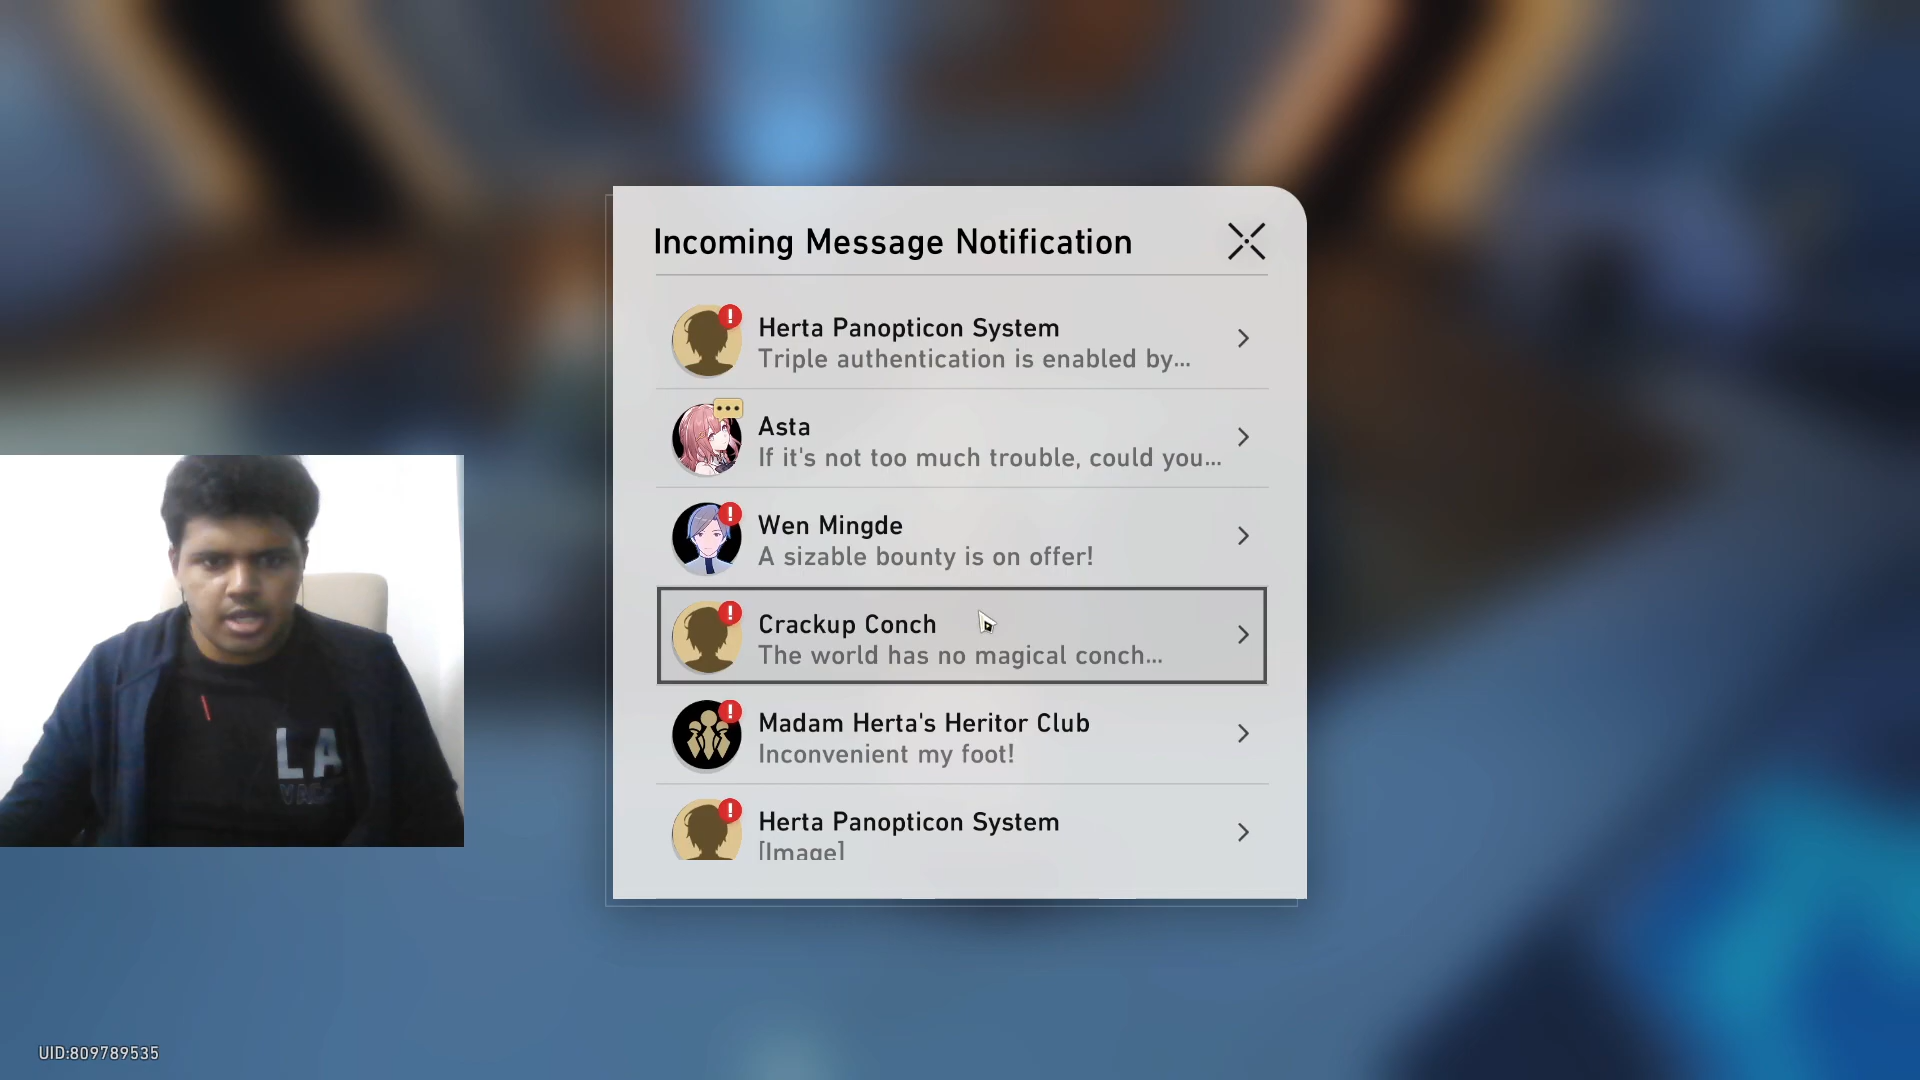 Incoming Message Notification
Herta Panopticon System
Triple authentication is enabled by...
Asta
If it's not too much trouble, could you...
Wen Mingde
A sizable bounty is on offer!
Crackup Conch
The world has no magical conch...
Madam Herta's Heritor Club
Inconvenient my foot!
Herta Panopticon System
[Image]
LA
UID:809789535